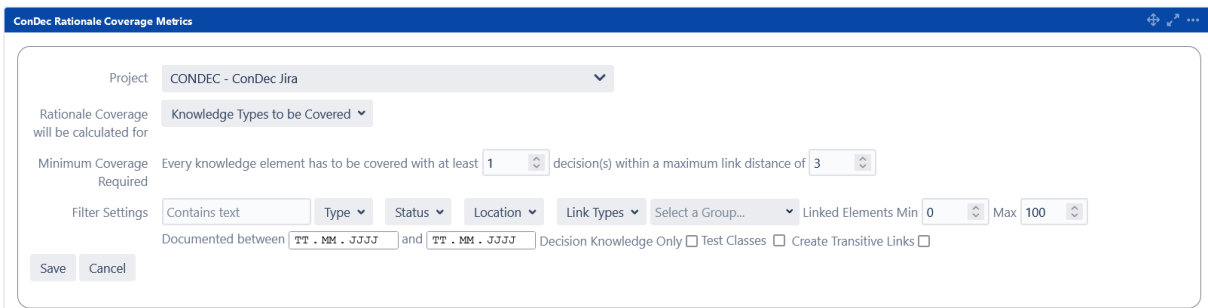 ConDec Rationale Coverage Metrics
Project CONDEC - ConDec Jira
Rationale Coverage will be calculated for Knowledge Types to be Covered
Minimum Coverage Required Every knowledge element has to be covered with at least 1 decision(s) within a maximum link distance of 3
Filter Settings Contains text Type Status Location Link Types Select a Group... Linked Elements Min 0 Max 100
Documented between TT.MM.JJJJ and TT.MM.JJJJ Decision Knowledge Only Test Classes Create Transitive Links
Save Cancel